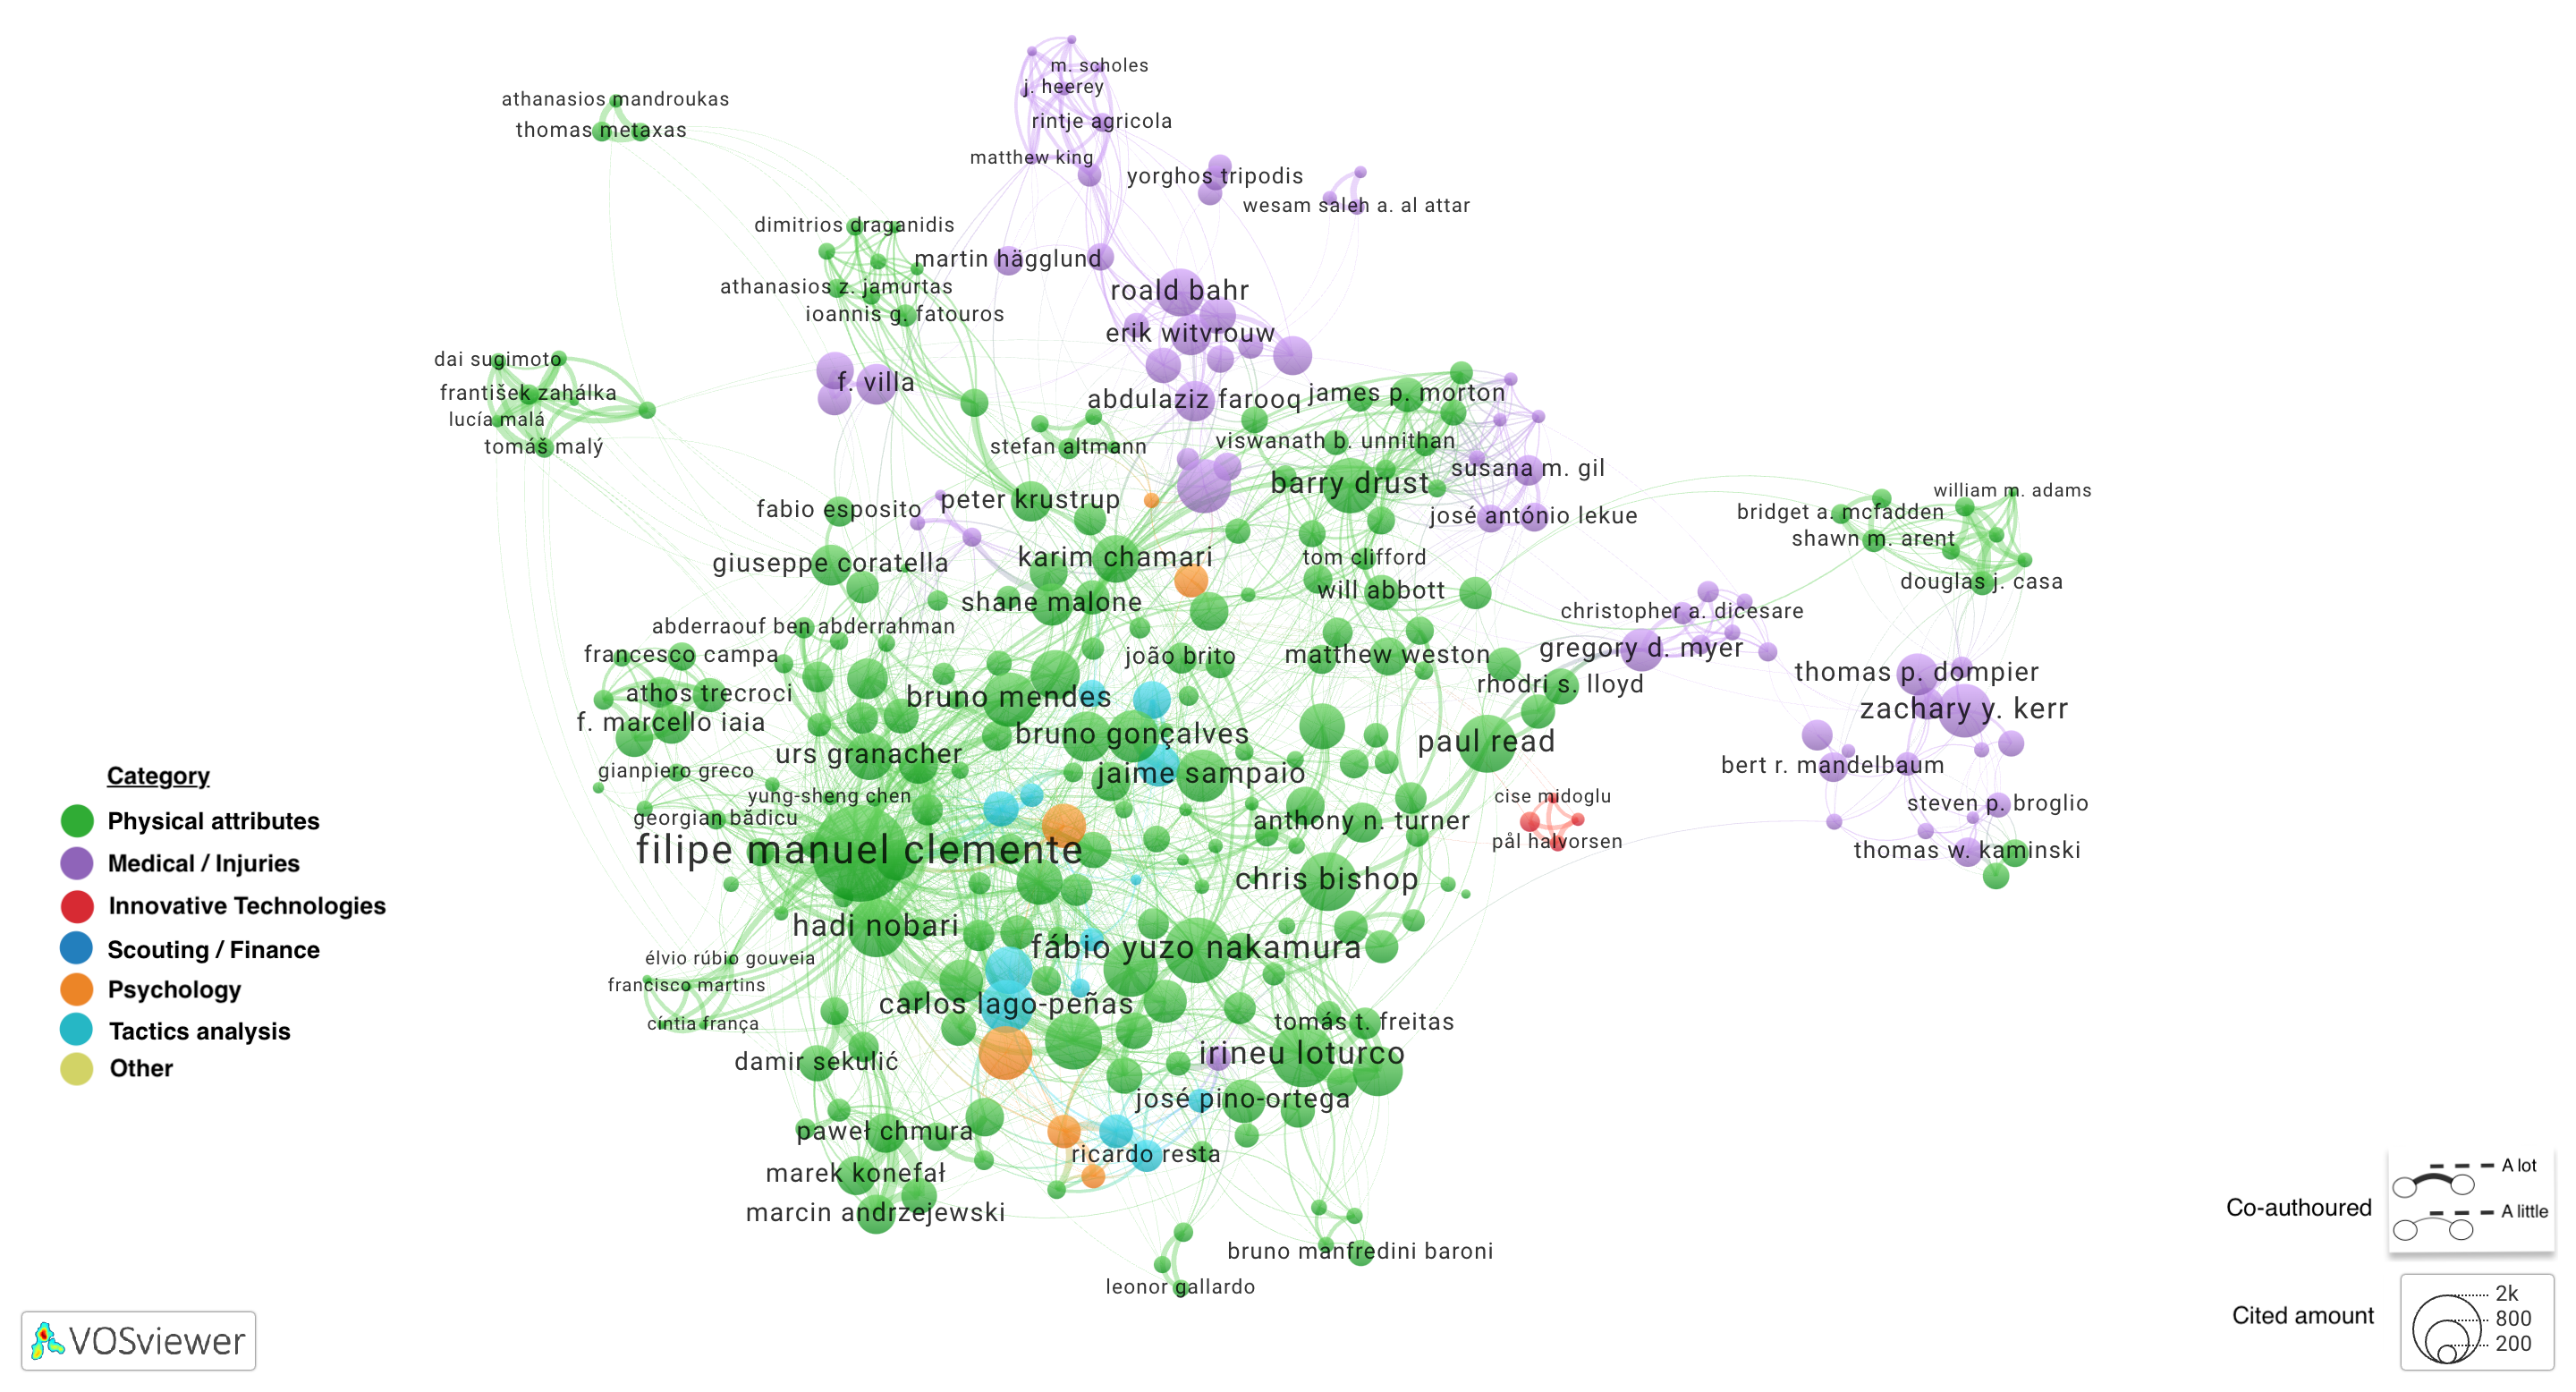 m. scholes
j. heerey
athanasios mandroukas
rintje agricola
thomas metaxas
matthew king
yorghos tripodis
wesam saleh a. al attar
dimitrios draganidis
martin hägglund
athanasios z. jamurtas
roald bahr
ioannis g. fatouros
erik witvrouw
dai sugimoto
f. villa
františek zahálka
james p. morton
abdulaziz farooq
lucía malá
viswanath b. unnithan
tomáš malý
stefan altmann
susana m. gil
barry drust
william m. adams
peter krustrup
fabio esposito
bridget a. mcfadden
josé antónio lekue
shawn m. arent
karim chamari
tom clifford
giuseppe coratella
douglas j. casa
will abbott
shane malone
christopher a. dicesare
abderraouf ben abderrahman
gregory d. myer
francesco campa
joão brito
matthew weston
thomas p. dompier
rhodri s. lloyd
athos trecroci
bruno mendes
zachary y. kerr
f. marcello iaia
bruno gonçalves
paul read
urs granacher
bert r. mandelbaum
gianpiero greco
jaime sampaio
yung-sheng chen
cise midoglu
steven p. broglio
georgian bădicu
anthony n. turner
pål halvorsen
filipe manuel clemente
thomas w. kaminski
chris bishop
hadi nobari
fábio yuzo nakamura
élvio rúbio gouveia
francisco martins
carlos lago-peñas
cíntia frança
tomás t. freitas
irineu loturco
damir sekulić
josé pino-ortega
paweł chmura
ricardo resta
marek konefał
marcin andrzejewski
bruno manfredini baroni
leonor gallardo
Category
Physical attributes
Medical / Injuries
Innovative Technologies
Scouting / Finance
Psychology
Tactics analysis
Other
Co-authoured
A lot
A little
Cited amount
2k
800
200
VOSviewer